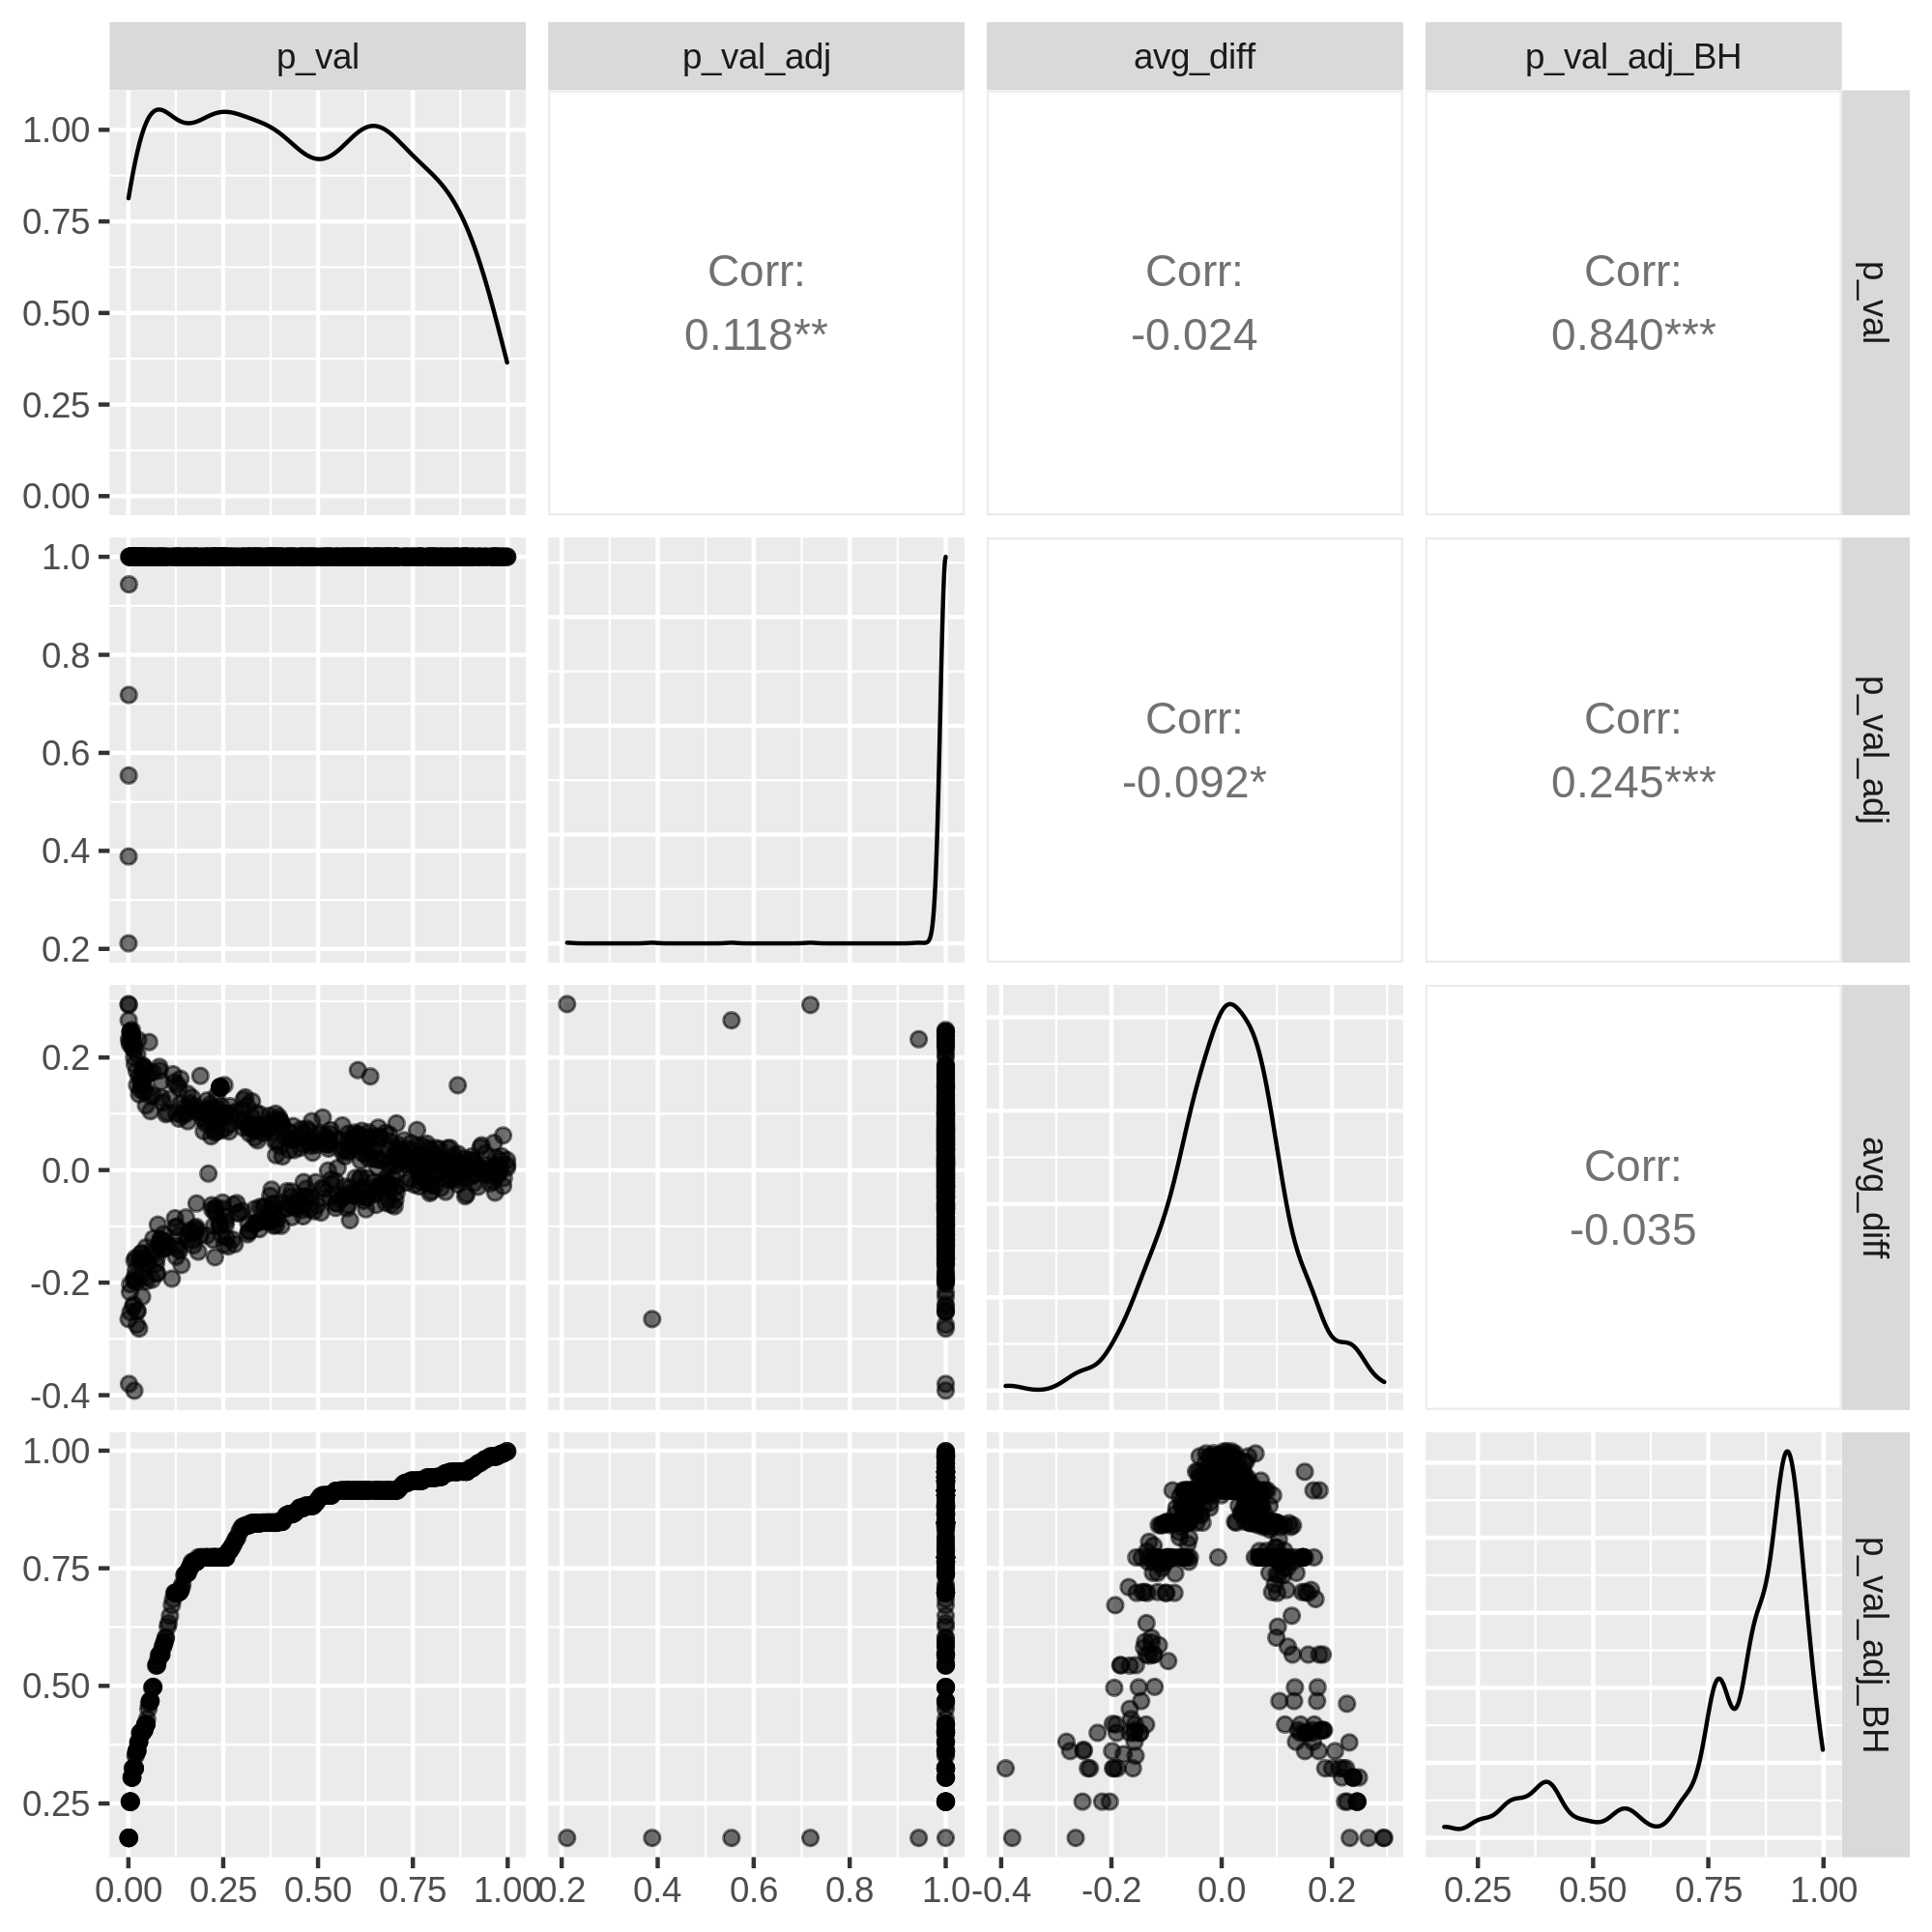 p_val p_val_adj avg_diff p_val_adj_BH
1.00
0.75
0.50
0.25
0.00
Corr:
0.118**
Corr:
-0.024
Corr:
0.840***
p_val
1.0
0.8
0.6
0.4
0.2
Corr:
-0.092*
Corr:
0.245***
p_val_adj
0.2
0.0
-0.2
-0.4
Corr:
-0.035
avg_diff
1.00
0.75
0.50
0.25
p_val_adj_BH
0.00 0.25 0.50 0.75 1.00
0.2 0.4 0.6 0.8 1.0
-0.4 -0.2 0.0 0.2
0.25 0.50 0.75 1.00